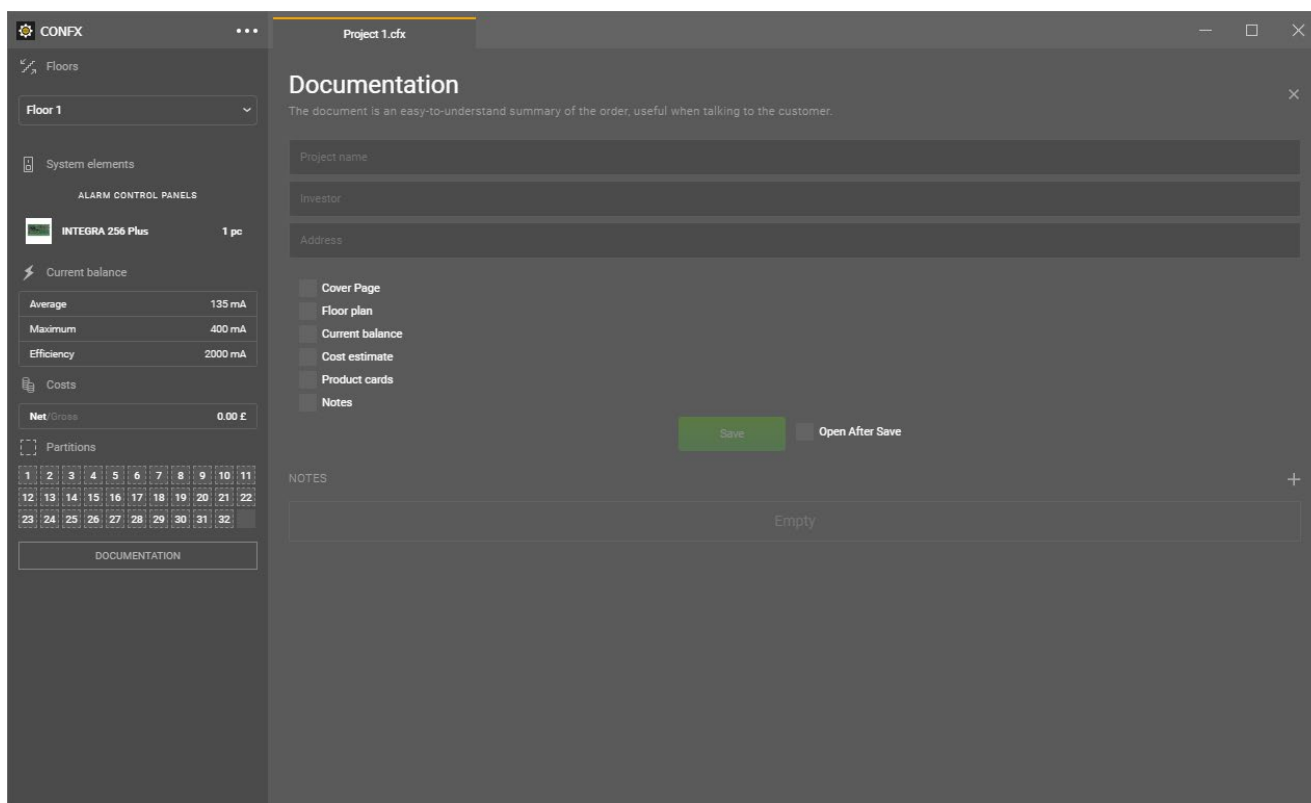 CONFX
Project 1.cfx
Floors
Floor 1
System elements
ALARM CONTROL PANELS
INTEGRA 256 Plus 1 pc
Current balance
Average 135 mA
Maximum 400 mA
Efficiency 2000 mA
Costs
Net/Gross 0.00 £
Partitions
1 2 3 4 5 6 7 8 9 10 11
12 13 14 15 16 17 18 19 20 21 22
23 24 25 26 27 28 29 30 31 32
DOCUMENTATION
Documentation
The document is an easy-to-understand summary of the order, useful when talking to the customer.
Project name
Investor
Address
Cover Page
Floor plan
Current balance
Cost estimate
Product cards
Notes
Save Open After Save
NOTES
Empty